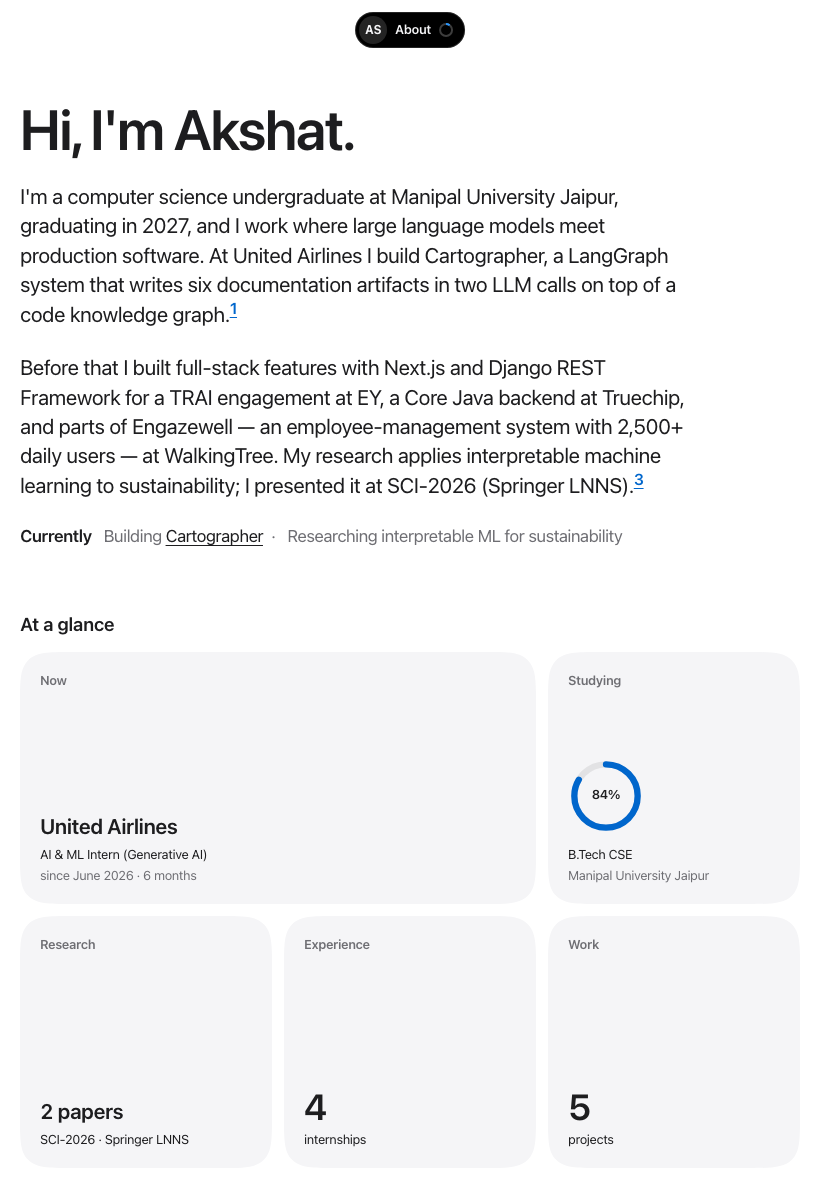 AS About
Hi, I'm Akshat.
I'm a computer science undergraduate at Manipal University Jaipur,
graduating in 2027, and I work where large language models meet
production software. At United Airlines I build Cartographer, a LangGraph
system that writes six documentation artifacts in two LLM calls on top of a
code knowledge graph.1
Before that I built full-stack features with Next.js and Django REST
Framework for a TRAI engagement at EY, a Core Java backend at Truechip,
and parts of Engazewell — an employee-management system with 2,500+
daily users — at WalkingTree. My research applies interpretable machine
learning to sustainability; I presented it at SCI-2026 (Springer LNNS).3
Currently Building Cartographer · Researching interpretable ML for sustainability
At a glance
Now
United Airlines
AI & ML Intern (Generative AI)
since June 2026 · 6 months
Studying
84%
B.Tech CSE
Manipal University Jaipur
Research
2 papers
SCI-2026 · Springer LNNS
Experience
4
internships
Work
5
projects